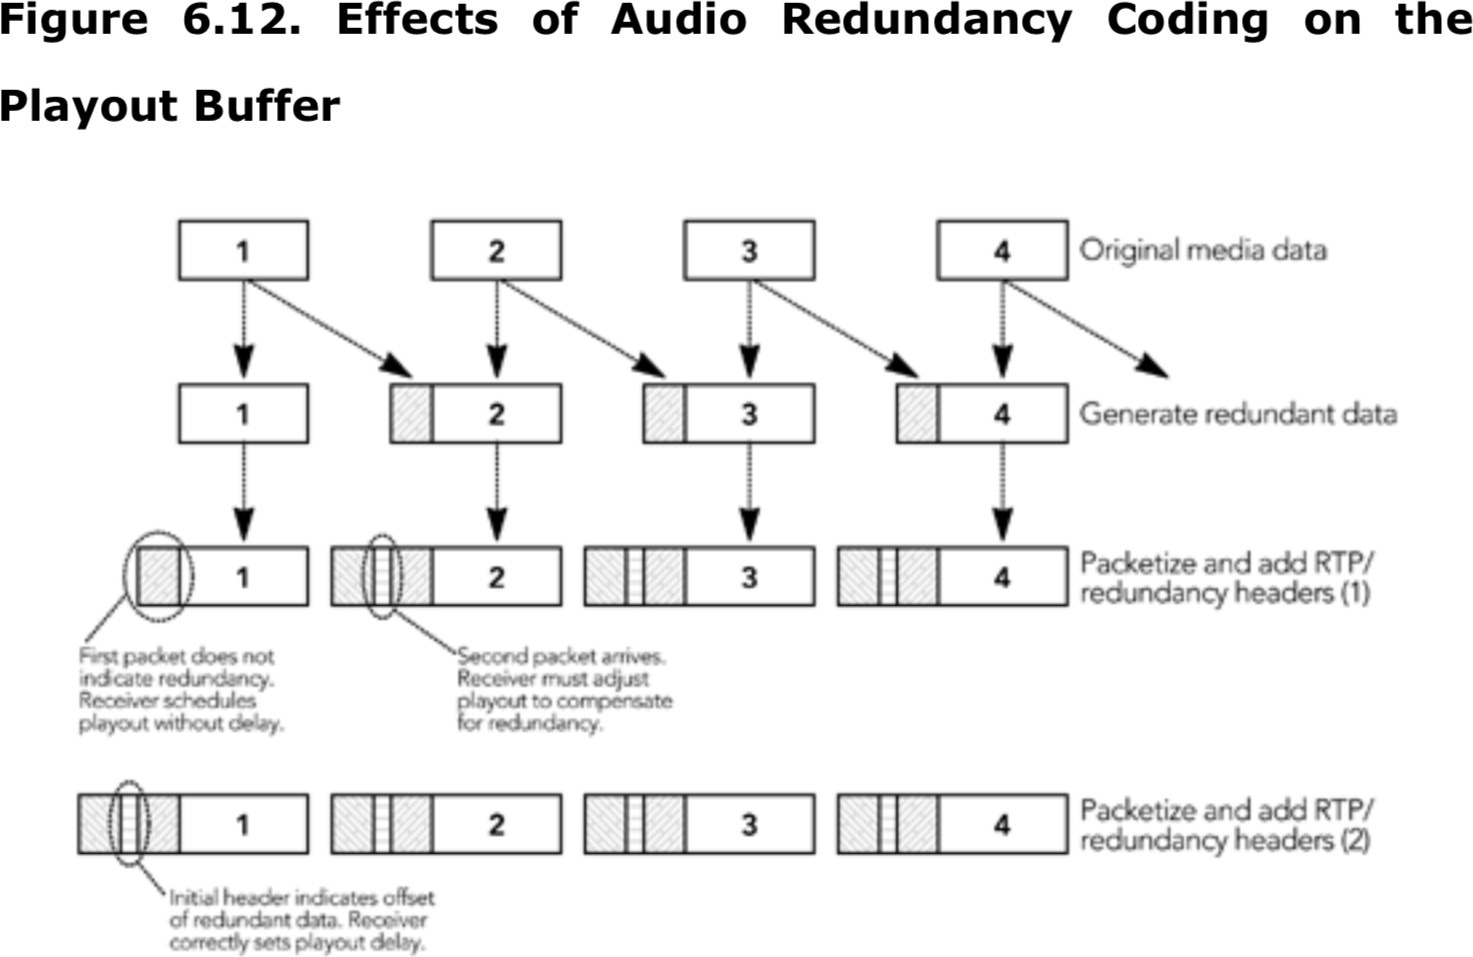 Figure 6.12. Effects of Audio Redundancy Coding on the
Playout Buffer
1 2 3 4 Original media data
1 2 3 4 Generate redundant data
1 2 3 4 Packetize and add RTP/
redundancy headers (1)
First packet does not
indicate redundancy.
Receiver schedules
playout without delay.
Second packet arrives.
Receiver must adjust
playout to compensate
for redundancy.
1 2 3 4 Packetize and add RTP/
redundancy headers (2)
Initial header indicates offset
of redundant data. Receiver
correctly sets playout delay.